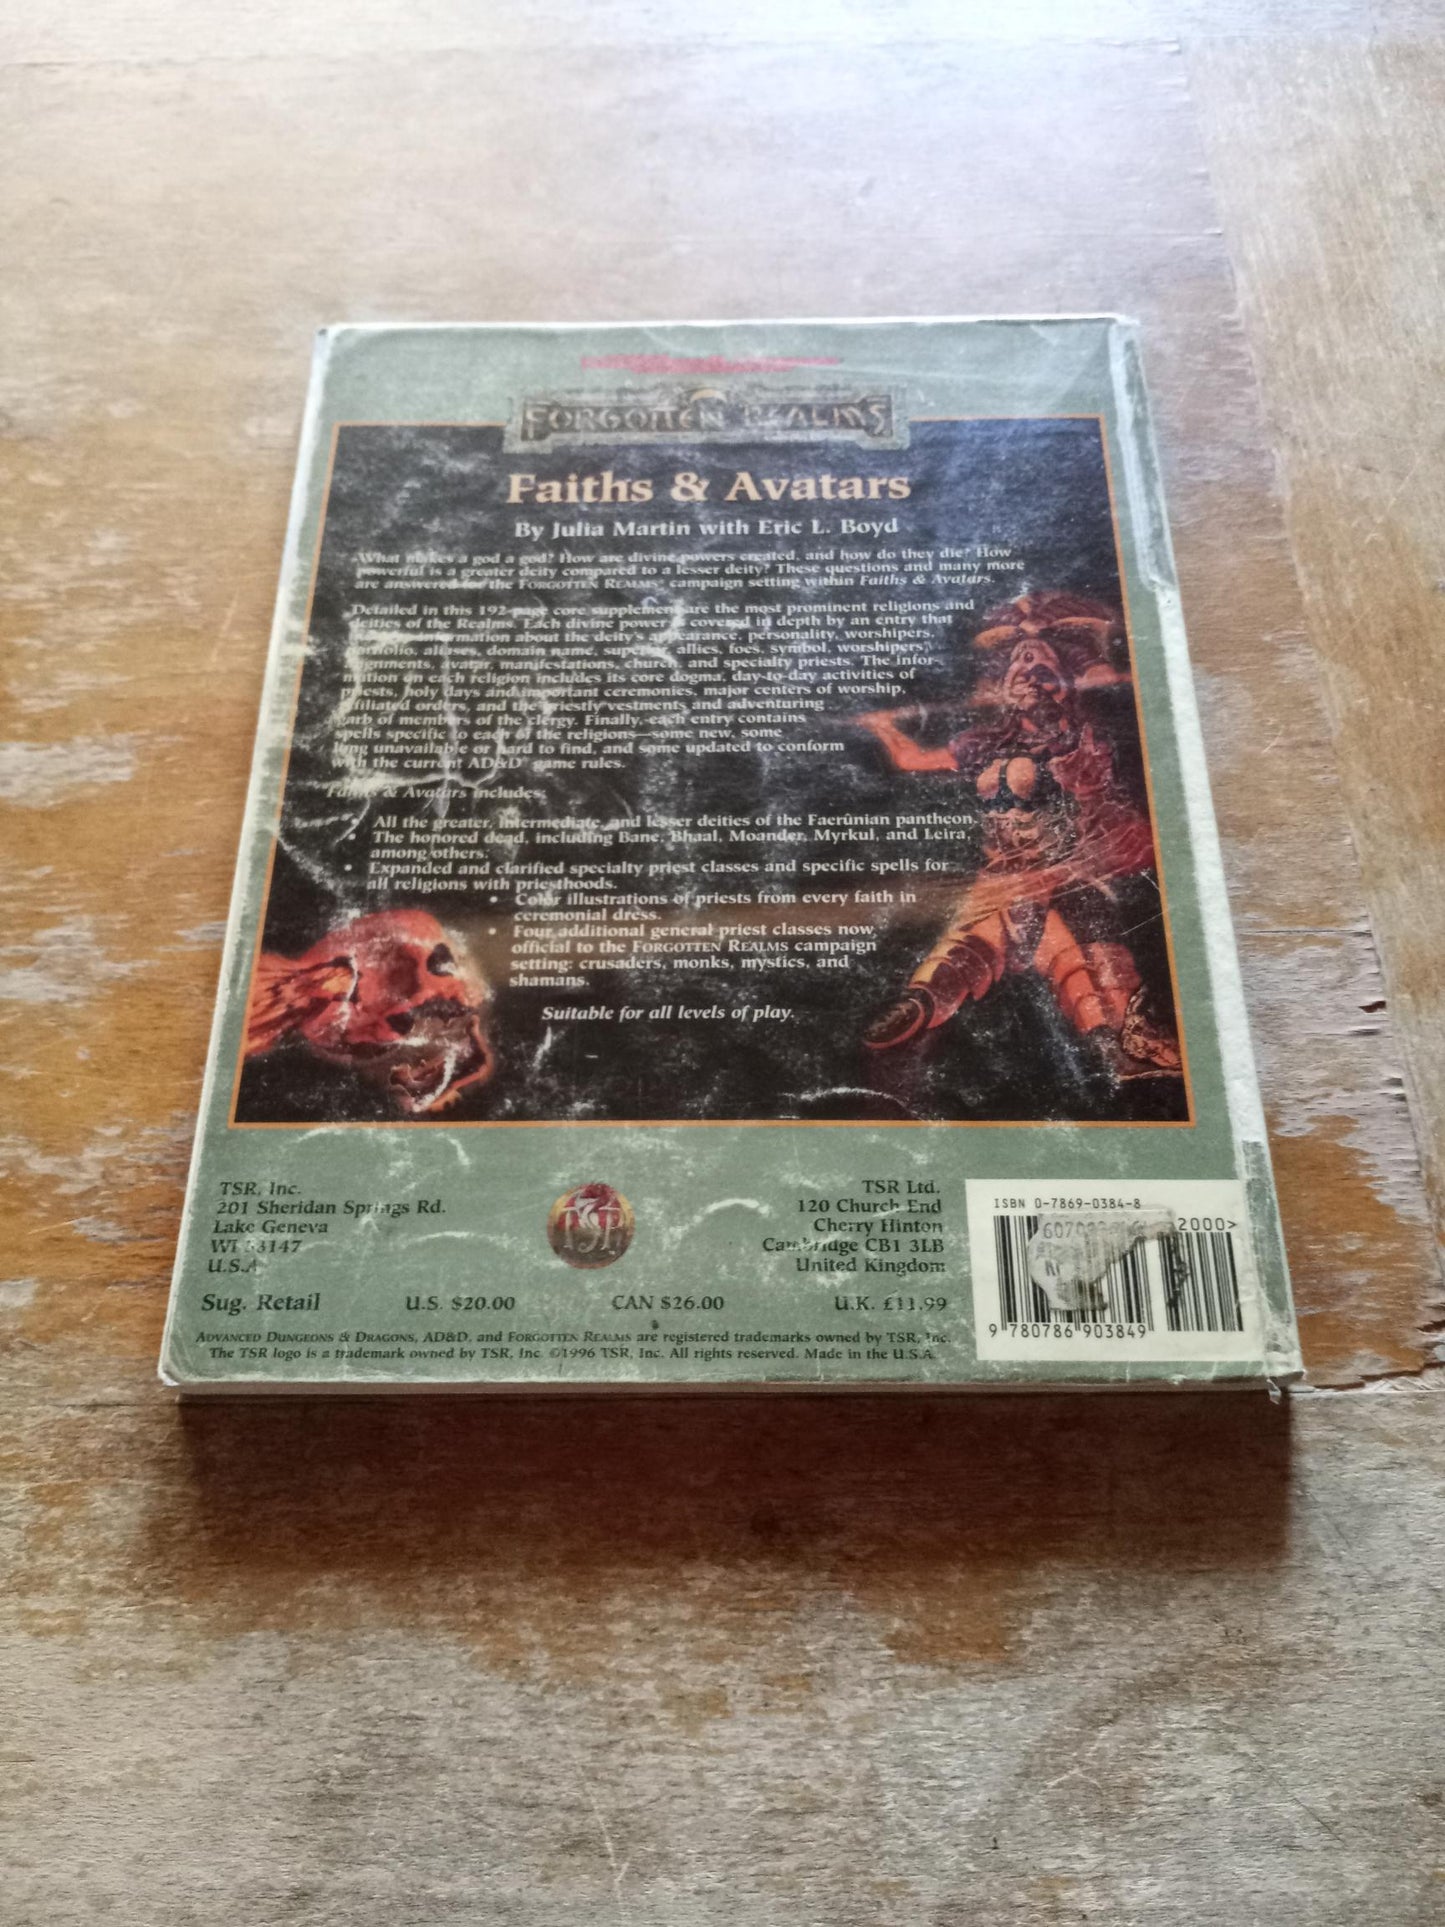 FORGOTTEN REALMS
Faiths & Avatars
By Julia Martin with Eric L. Boyd
What makes a god a god? How are divine powers created, and how do they die? How
powerful is a greater deity compared to a lesser deity? These questions and many more
are answered for the FORGOTTEN REALMS® campaign setting within Faiths & Avatars.
Detailed in this 192-page core supplement are the most prominent religions and
deities of the Realms. Each divine power is covered in depth by an entry that
information about the deity's appearance, personality, worshipers,
portfolio, aliases, domain name, superior, allies, foes, symbol, worshipers'
alignments, avatar, manifestations, church, and specialty priests. The infor-
mation on each religion includes its core dogma, day-to-day activities of
priests, holy days and important ceremonies, major centers of worship,
affiliated orders, and the priestly vestments and adventuring
garb of members of the clergy. Finally, each entry contains
spells specific to each of the religions—some new, some
long unavailable or hard to find, and some updated to conform
with the current AD&D® game rules.
Faiths & Avatars includes:
• All the greater, intermediate, and lesser deities of the Faerûnian pantheon.
• The honored dead, including Bane, Bhaal, Moander, Myrkul, and Leira,
among others.
• Expanded and clarified specialty priest classes and specific spells for
all religions with priesthoods.
• Color illustrations of priests from every faith in
ceremonial dress.
• Four additional general priest classes now
official to the FORGOTTEN REALMS campaign
setting: crusaders, monks, mystics, and
shamans.
Suitable for all levels of play.
TSR, Inc.
201 Sheridan Springs Rd.
Lake Geneva
WI 53147
U.S.A.
TSR
TSR Ltd.
120 Church End
Cherry Hinton
Cambridge CB1 3LB
United Kingdom
ISBN 0-7869-0384-8
2000>
9 780786 903849
Sug. Retail U.S. $20.00 CAN $26.00 U.K. £11.99
ADVANCED DUNGEONS & DRAGONS, AD&D, and FORGOTTEN REALMS are registered trademarks owned by TSR, Inc.
The TSR logo is a trademark owned by TSR, Inc. ©1996 TSR, Inc. All rights reserved. Made in the U.S.A.